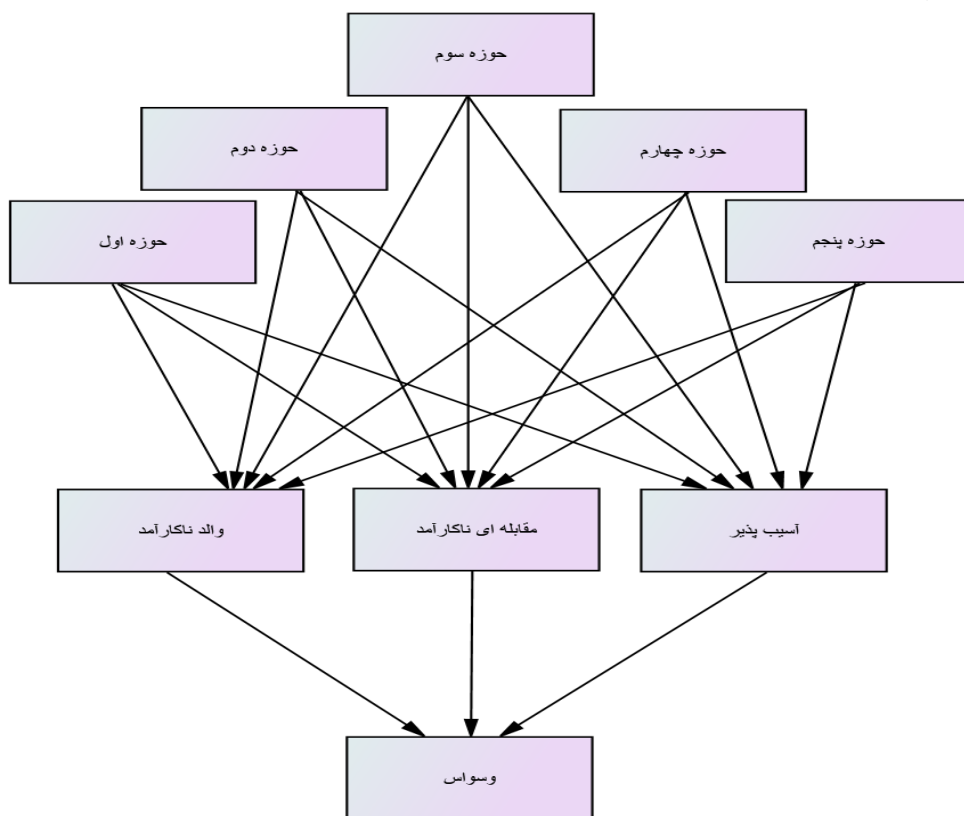 حوزه سوم
حوزه دوم
حوزه چهارم
حوزه اول
حوزه پنجم
والد ناکارآمد
مقابله ای ناکارآمد
آسیب پذیر
وسواس